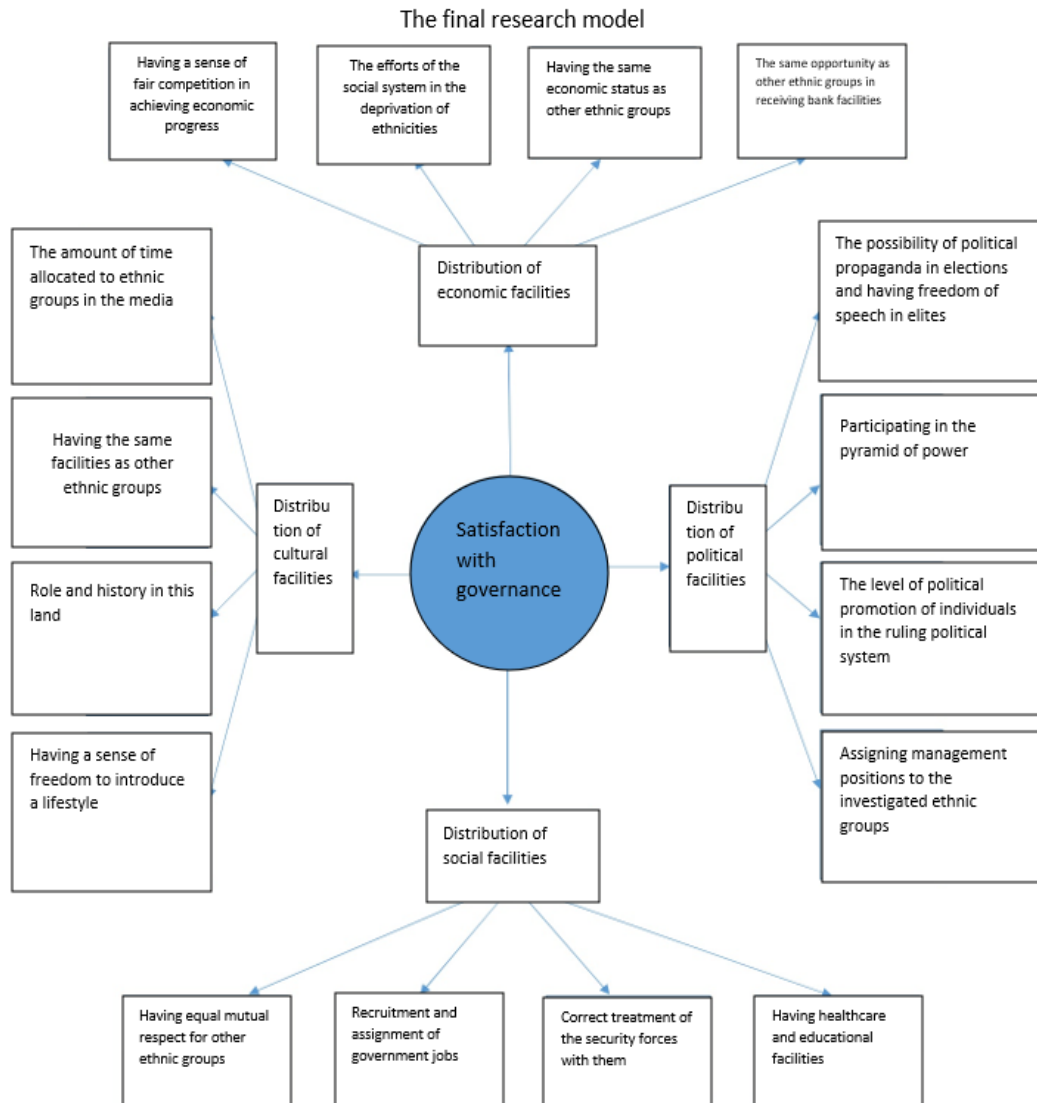 The final research model
Having a sense of
fair competition in
achieving economic
progress
The efforts of the
social system in the
deprivation of
ethnicities
Having the same
economic status as
other ethnic groups
The same opportunity as
other ethnic groups in
receiving bank facilities
The amount of time
allocated to ethnic
groups in the media
Distribution of
economic facilities
The possibility of political
propaganda in elections
and having freedom of
speech in elites
Having the same
facilities as other
ethnic groups
Participating in the
pyramid of power
Distribu
tion of
cultural
facilities
Satisfaction
with
governance
Distribu
tion of
political
facilities
Role and history in this
land
The level of political
promotion of individuals
in the ruling political
system
Having a sense of
freedom to introduce
a lifestyle
Assigning management
positions to the
investigated ethnic
groups
Distribution of
social facilities
Having equal mutual
respect for other
ethnic groups
Recruitment and
assignment of
government jobs
Correct treatment of
the security forces
with them
Having healthcare
and educational
facilities